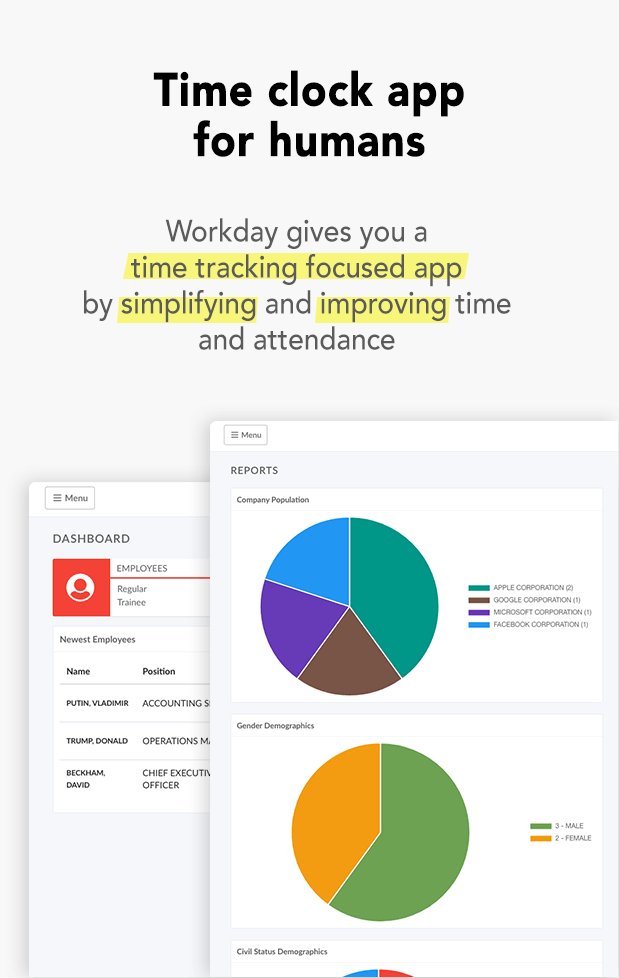 Time clock app
for humans
Workday gives you a
time tracking focused app
by simplifying and improving time
and attendance
Menu
DASHBOARD
EMPLOYEES
Regular
Trainee
Newest Employees
Name Position
PUTIN, VLADIMIR ACCOUNTING
TRUMP, DONALD OPERATIONS
BECKHAM, CHIEF
DAVID OFFICER
Menu
REPORTS
Company Population
APPLE CORPORATION (2)
GOOGLE CORPORATION (1)
MICROSOFT CORPORATION (1)
FACEBOOK CORPORATION (1)
Gender Demographics
3 - MALE
2 - FEMALE
Civil Status Demographics